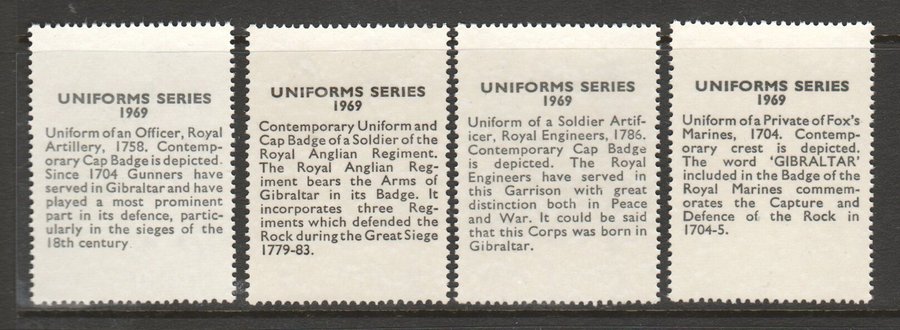 UNIFORMS SERIES
1969
Uniform of an Officer, Royal
Artillery, 1758. Contemp-
orary Cap Badge is depicted.
Since 1704 Gunners have
served in Gibraltar and have
played a most prominent
part in its defence, partic-
ularly in the sieges of the
18th century
UNIFORMS SERIES
1969
Contemporary Uniform and
Cap Badge of a Soldier of the
Royal Anglian Regiment.
The Royal Anglian Reg-
iment bears the Arms of
Gibraltar in its Badge. It
incorporates three Reg-
iments which defended the
Rock during the Great Siege
1779-83.
UNIFORMS SERIES
1969
Uniform of a Soldier Artif-
icer, Royal Engineers, 1786.
Contemporary Cap Badge
is depicted. The Royal
Engineers have served in
this Garrison with great
distinction both in Peace
and War. It could be said
that this Corps was born in
Gibraltar.
UNIFORMS SERIES
1969
Uniform of a Private of Fox's
Marines, 1704. Contemp-
orary crest is depicted.
The word 'GIBRALTAR'
included in the Badge of the
Royal Marines commem-
orates the Capture and
Defence of the Rock in
1704-5.